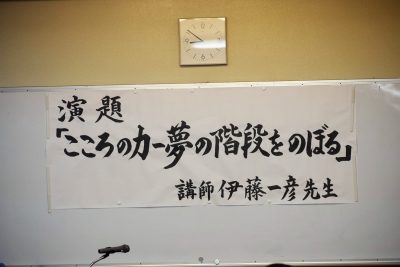 演題
「こころの力ー夢の階段をのぼる」
講師伊藤一彦先生